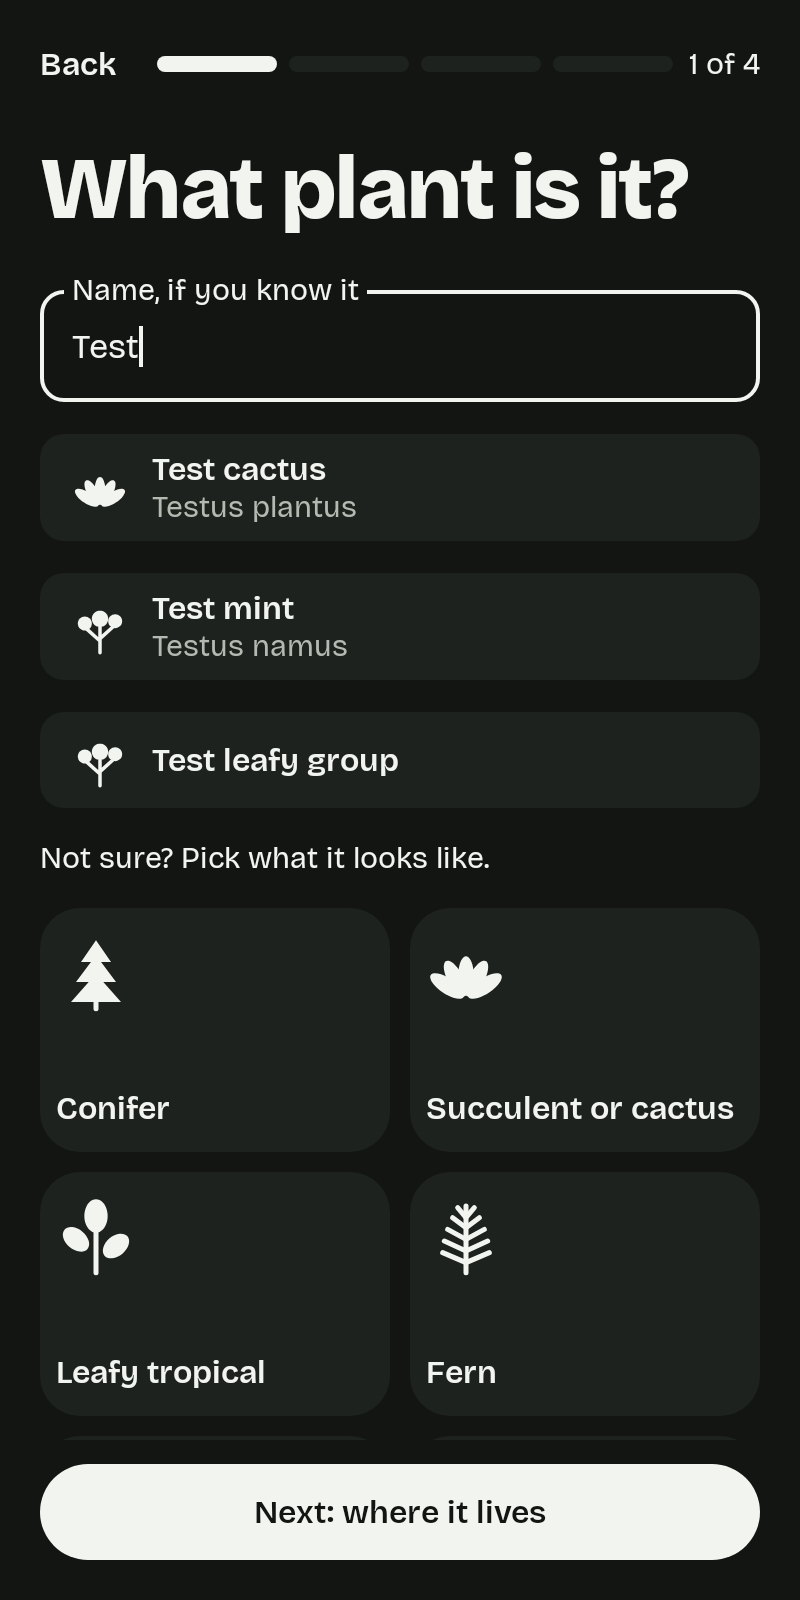 Back
1 of 4
What plant is it?
Name, if you know it
Test
Test cactus
Testus plantus
Test mint
Testus namus
Test leafy group
Not sure? Pick what it looks like.
Conifer
Succulent or cactus
Leafy tropical
Fern
Next: where it lives